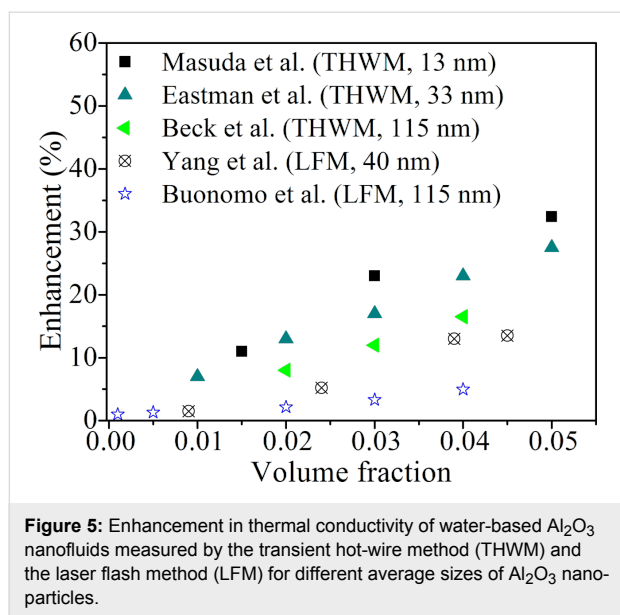 60
50
40
30
20
10
0
Enhancement (%)
Masuda et al. (THWM, 13 nm)
Eastman et al. (THWM, 33 nm)
Beck et al. (THWM, 115 nm)
Yang et al. (LFM, 40 nm)
Buonomo et al. (LFM, 115 nm)
0.00 0.01 0.02 0.03 0.04 0.05
Volume fraction
Figure 5: Enhancement in thermal conductivity of water-based Al₂O₃
nanofluids measured by the transient hot-wire method (THWM) and
the laser flash method (LFM) for different average sizes of Al₂O₃ nano-
particles.